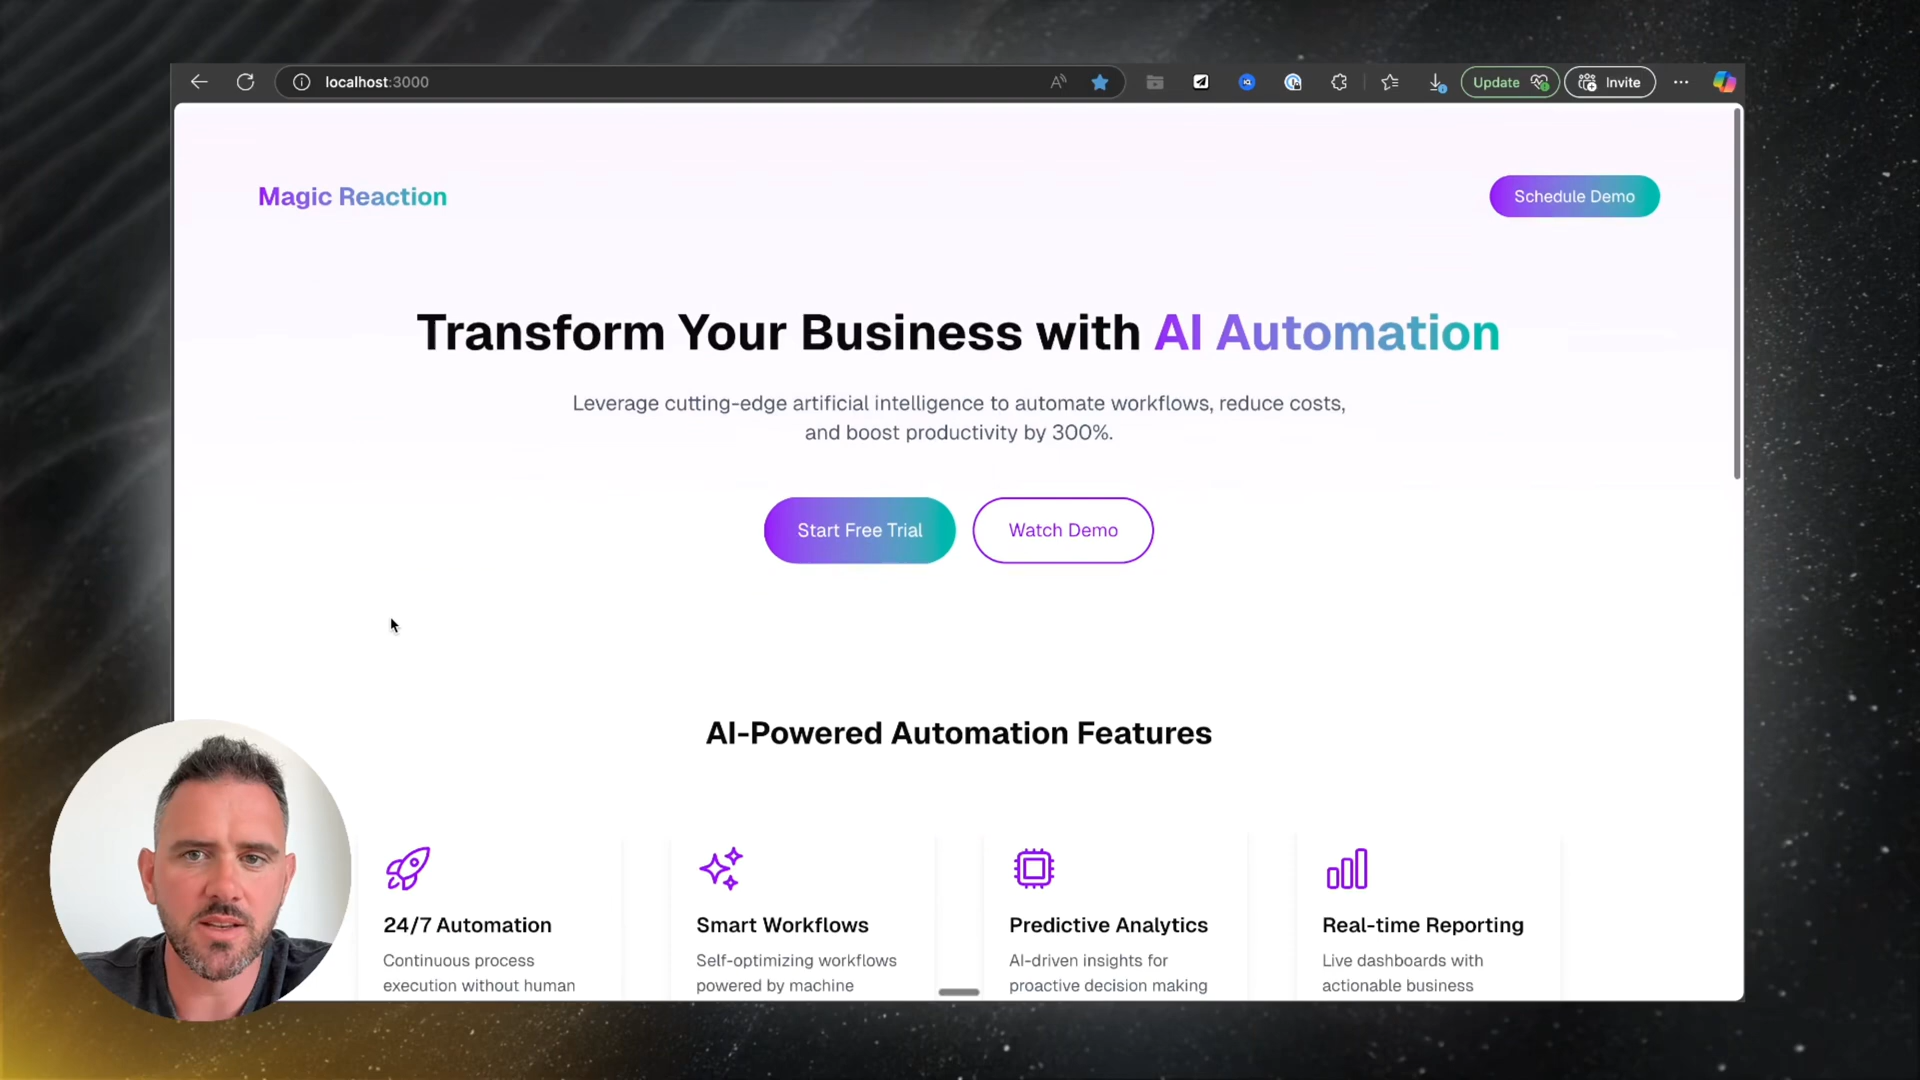 localhost:3000
Update
Invite
Magic Reaction
Schedule Demo
Transform Your Business with AI Automation
Leverage cutting-edge artificial intelligence to automate workflows, reduce costs,
and boost productivity by 300%.
Start Free Trial
Watch Demo
AI-Powered Automation Features
24/7 Automation
Continuous process
execution without human
Smart Workflows
Self-optimizing workflows
powered by machine
Predictive Analytics
AI-driven insights for
proactive decision making
Real-time Reporting
Live dashboards with
actionable business